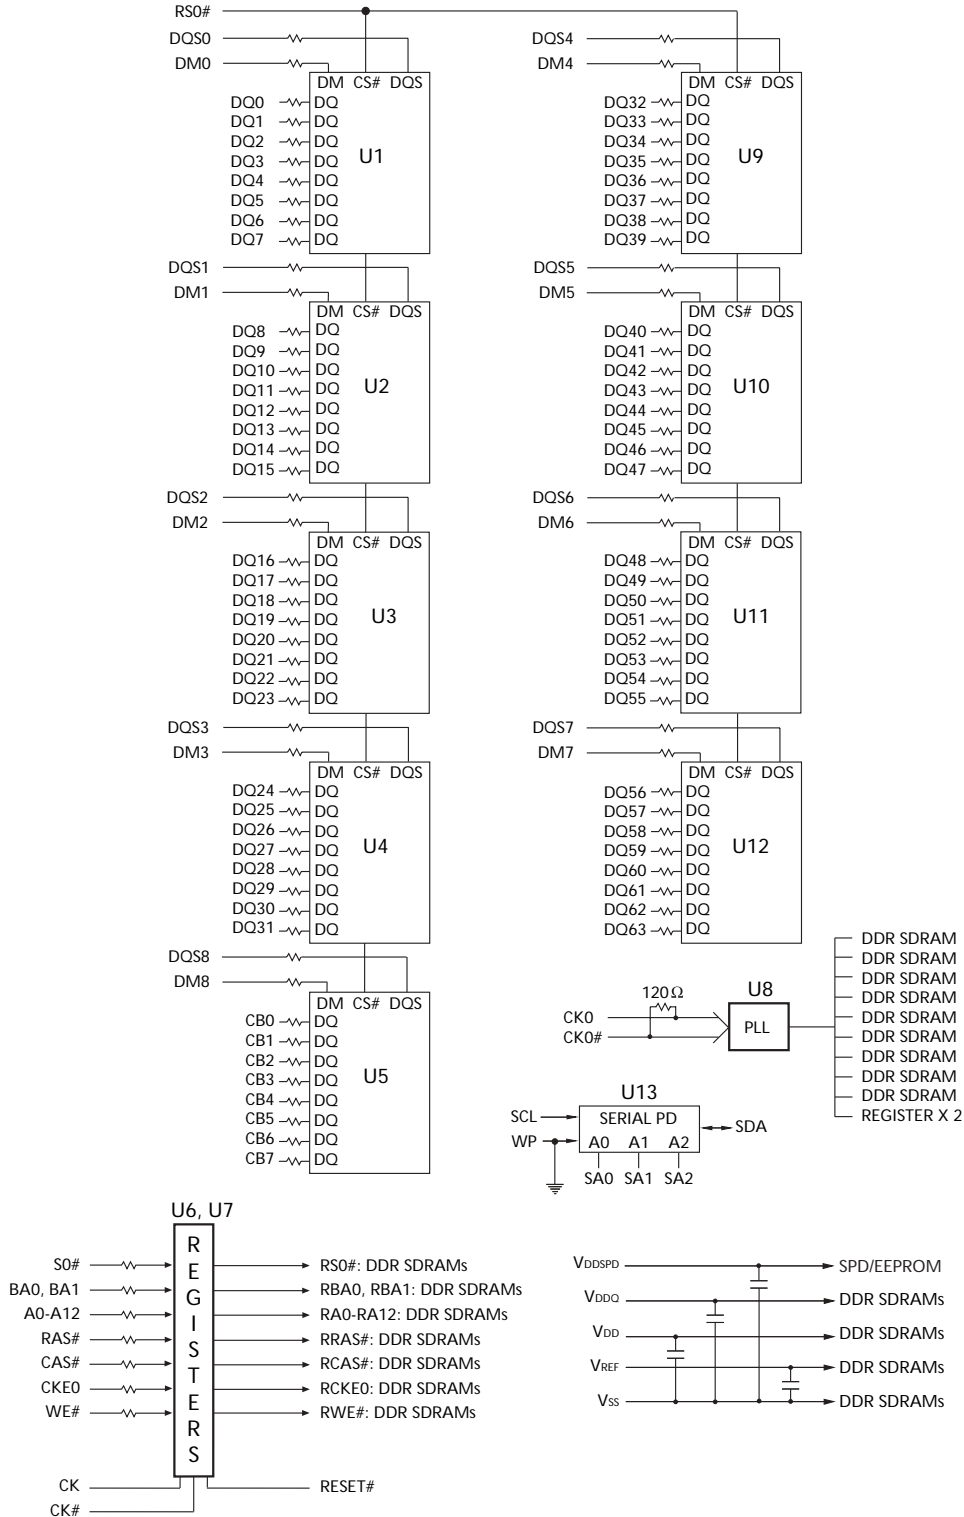 RS0#
DQS0
DM0
DM CS# DQS
DQ0 DQ
DQ1 DQ
DQ2 DQ
DQ3 DQ
DQ4 DQ
DQ5 DQ
DQ6 DQ
DQ7 DQ
U1
DQS1
DM1
DM CS# DQS
DQ8 DQ
DQ9 DQ
DQ10 DQ
DQ11 DQ
DQ12 DQ
DQ13 DQ
DQ14 DQ
DQ15 DQ
U2
DQS2
DM2
DM CS# DQS
DQ16 DQ
DQ17 DQ
DQ18 DQ
DQ19 DQ
DQ20 DQ
DQ21 DQ
DQ22 DQ
DQ23 DQ
U3
DQS3
DM3
DM CS# DQS
DQ24 DQ
DQ25 DQ
DQ26 DQ
DQ27 DQ
DQ28 DQ
DQ29 DQ
DQ30 DQ
DQ31 DQ
U4
DQS8
DM8
DM CS# DQS
CB0 DQ
CB1 DQ
CB2 DQ
CB3 DQ
CB4 DQ
CB5 DQ
CB6 DQ
CB7 DQ
U5
DQS4
DM4
DM CS# DQS
DQ32 DQ
DQ33 DQ
DQ34 DQ
DQ35 DQ
DQ36 DQ
DQ37 DQ
DQ38 DQ
DQ39 DQ
U9
DQS5
DM5
DM CS# DQS
DQ40 DQ
DQ41 DQ
DQ42 DQ
DQ43 DQ
DQ44 DQ
DQ45 DQ
DQ46 DQ
DQ47 DQ
U10
DQS6
DM6
DM CS# DQS
DQ48 DQ
DQ49 DQ
DQ50 DQ
DQ51 DQ
DQ52 DQ
DQ53 DQ
DQ54 DQ
DQ55 DQ
U11
DQS7
DM7
DM CS# DQS
DQ56 DQ
DQ57 DQ
DQ58 DQ
DQ59 DQ
DQ60 DQ
DQ61 DQ
DQ62 DQ
DQ63 DQ
U12
120Ω
CK0
CK0#
U8
PLL
DDR SDRAM
DDR SDRAM
DDR SDRAM
DDR SDRAM
DDR SDRAM
DDR SDRAM
DDR SDRAM
DDR SDRAM
DDR SDRAM
REGISTER X 2
U13
SCL
WP
SERIAL PD
A0 A1 A2
SDA
SA0 SA1 SA2
U6, U7
REGISTERS
S0#
BA0, BA1
A0-A12
RAS#
CAS#
CKE0
WE#
CK
CK#
RS0#: DDR SDRAMs
RBA0, RBA1: DDR SDRAMs
RA0-RA12: DDR SDRAMs
RRAS#: DDR SDRAMs
RCAS#: DDR SDRAMs
RCKE0: DDR SDRAMs
RWE#: DDR SDRAMs
RESET#
VDDSPD SPD/EEPROM
VDDQ DDR SDRAMs
VDD DDR SDRAMs
VREF DDR SDRAMs
VSS DDR SDRAMs